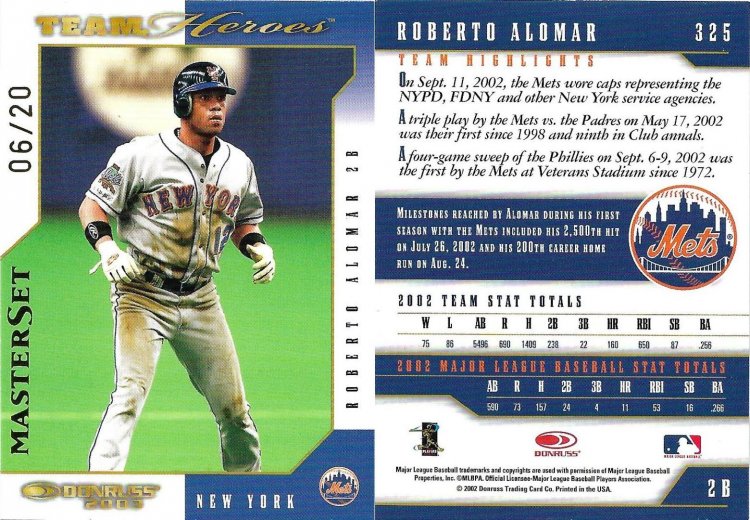 TEAM Heroes™
06/20
MASTERSET
ROBERTO ALOMAR 2B
NEW YORK
12
DONRUSS
2003
NEW YORK
Mets
ROBERTO ALOMAR 325
TEAM HIGHLIGHTS
On Sept. 11, 2002, the Mets wore caps representing the
NYPD, FDNY and other New York service agencies.
A triple play by the Mets vs. the Padres on May 17, 2002
was their first since 1998 and ninth in Club annals.
A four-game sweep of the Phillies on Sept. 6-9, 2002 was
the first by the Mets at Veterans Stadium since 1972.
MILESTONES REACHED BY ALOMAR DURING HIS FIRST
SEASON WITH THE METS INCLUDED HIS 2,500TH HIT
ON JULY 26, 2002 AND HIS 200TH CAREER HOME
RUN ON AUG. 24.
Mets®
2002 TEAM STAT TOTALS
W L AB R H 2B 3B HR RBI SB BA
75 86 5496 690 1409 238 22 160 650 87 .256
2002 MAJOR LEAGUE BASEBALL STAT TOTALS
AB R H 2B 3B HR RBI SB BA
590 73 157 24 4 11 53 16 .266
PLAYERS
DONRUSS
MAJOR LEAGUE BASEBALL
Major League Baseball trademarks and copyrights are used with permission of Major League Baseball
Properties, Inc. ©MLBPA. Official Licensee-Major League Baseball Players Association.
© 2002 Donruss Trading Card Co. Printed in the USA.
2B